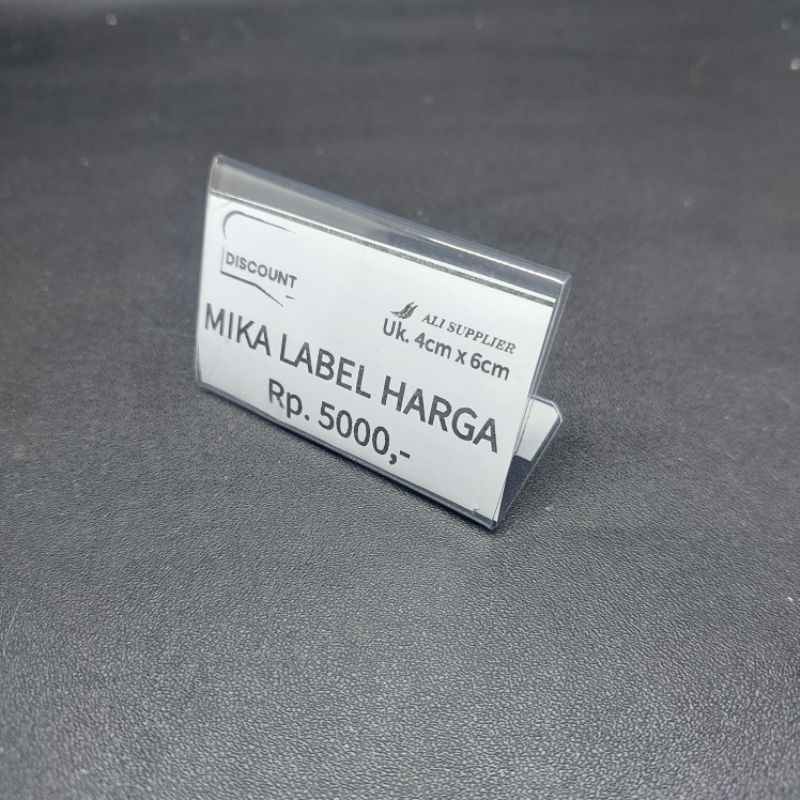 DISCOUNT
ALI SUPPLIER
Uk. 4cm x 6cm
MIKA LABEL HARGA
Rp. 5000,-